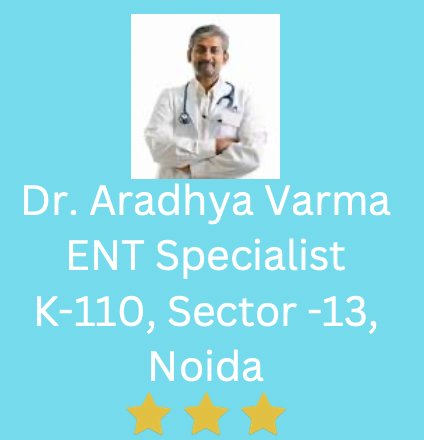 Dr. Aradhya Varma
ENT Specialist
K-110, Sector -13,
Noida